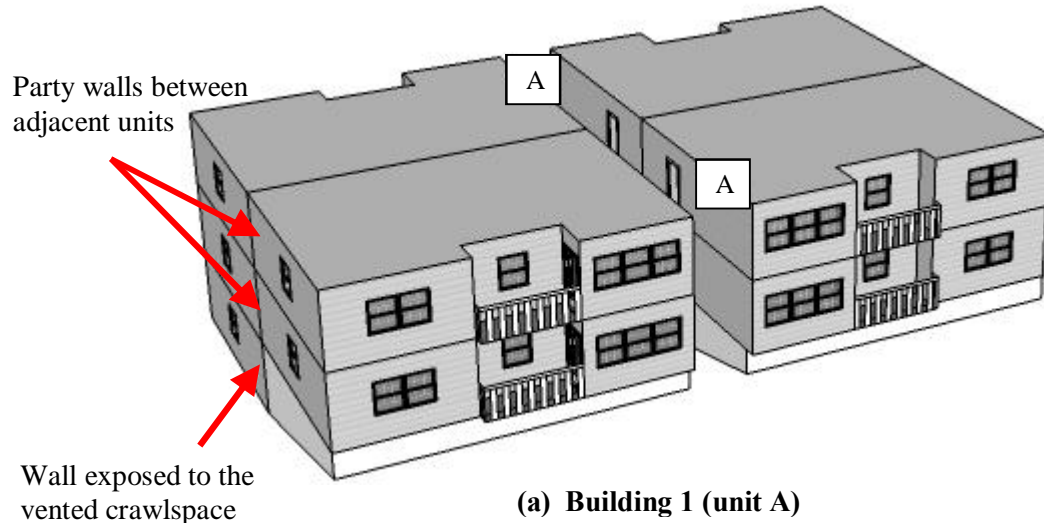 A
Party walls between
adjacent units
A
Wall exposed to the
vented crawlspace
(a)  Building 1 (unit A)